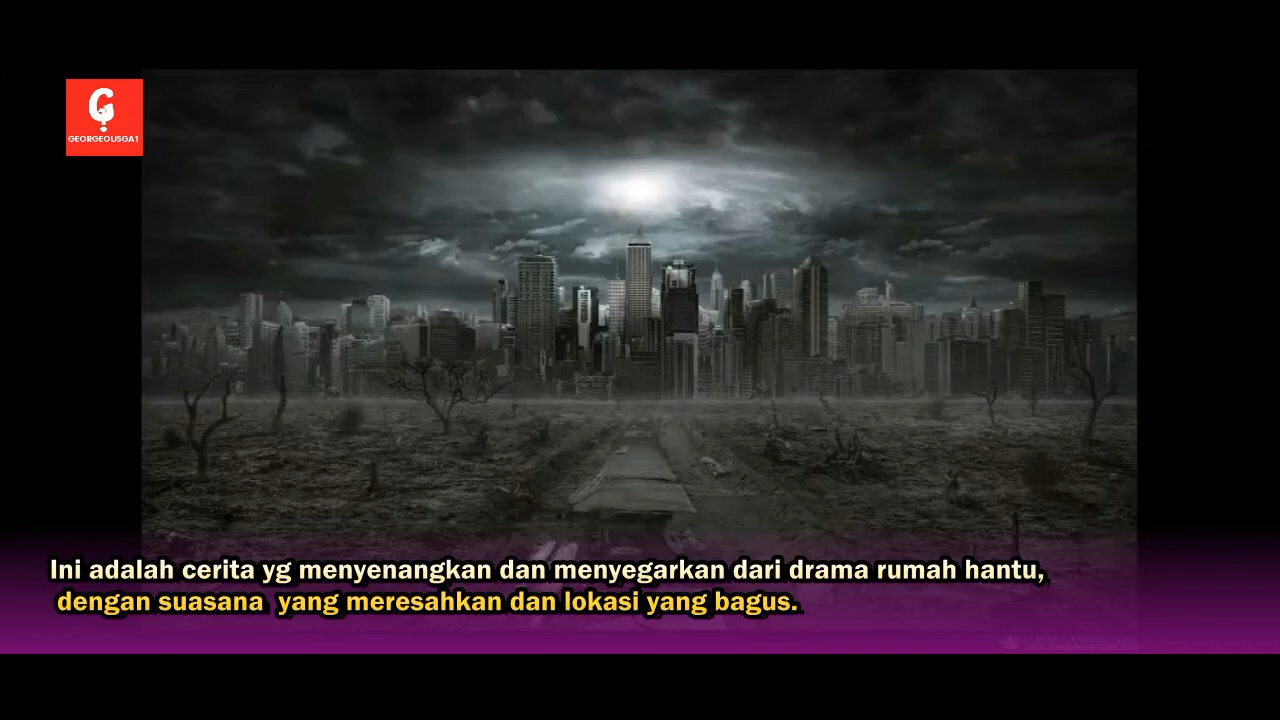 GEORGEOUSGA1
Ini adalah cerita yg menyenangkan dan menyegarkan dari drama rumah hantu,
dengan suasana  yang meresahkan dan lokasi yang bagus.